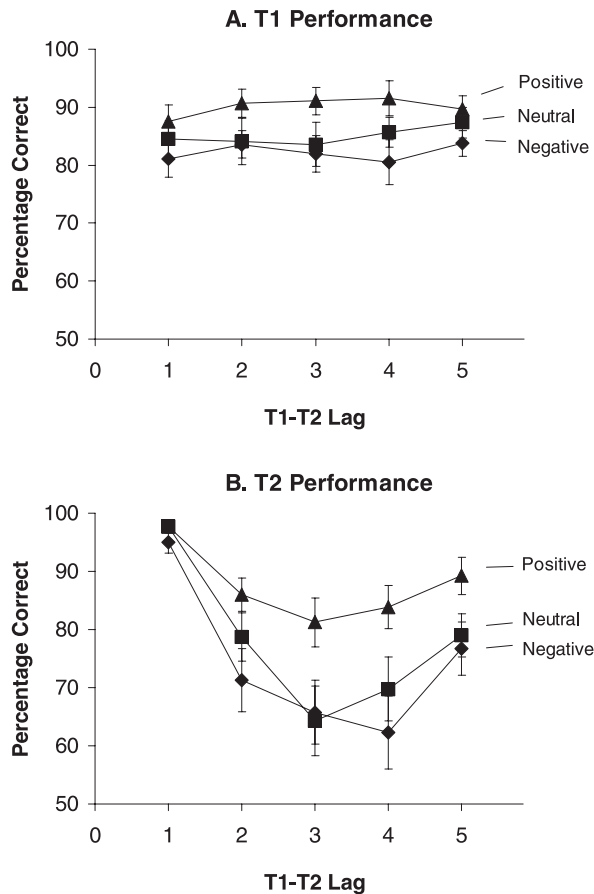 A. T1 Performance
100
90
80
70
60
50
0
1
2
3
4
5
Percentage Correct
T1-T2 Lag
Positive
Neutral
Negative
B. T2 Performance
100
90
80
70
60
50
0
1
2
3
4
5
Percentage Correct
T1-T2 Lag
Positive
Neutral
Negative